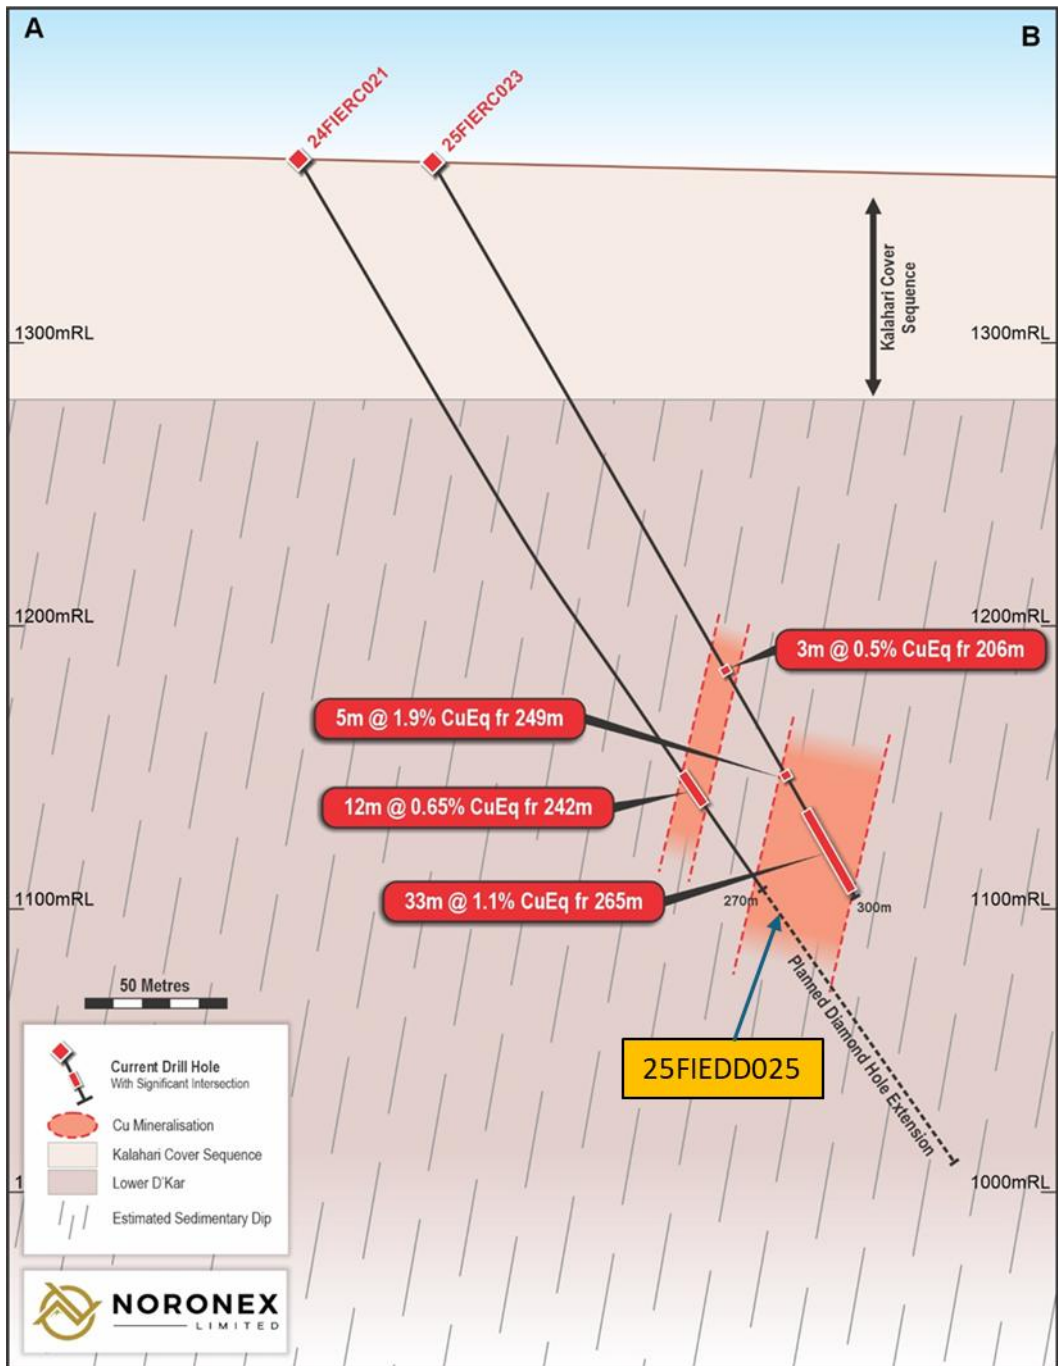 A
B
24FIERC021
25FIERC023
Kalahari Cover
Sequence
1300mRL
1300mRL
1200mRL
1200mRL
3m @ 0.5% CuEq fr 206m
5m @ 1.9% CuEq fr 249m
12m @ 0.65% CuEq fr 242m
33m @ 1.1% CuEq fr 265m
1100mRL
1100mRL
270m
300m
Planned Diamond Hole Extension
25FIEDD025
50 Metres
Current Drill Hole
With Significant Intersection
Cu Mineralisation
Kalahari Cover Sequence
Lower D'Kar
Estimated Sedimentary Dip
1
1000mRL
NORONEX
LIMITED